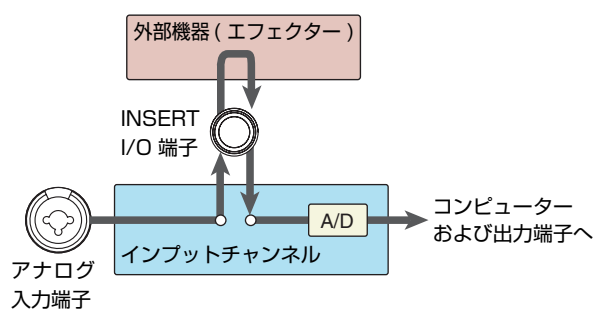 外部機器 ( エフェクター )
INSERT
I/O 端子
A/D
コンピューター
および出力端子へ
インプットチャンネル
アナログ
入力端子